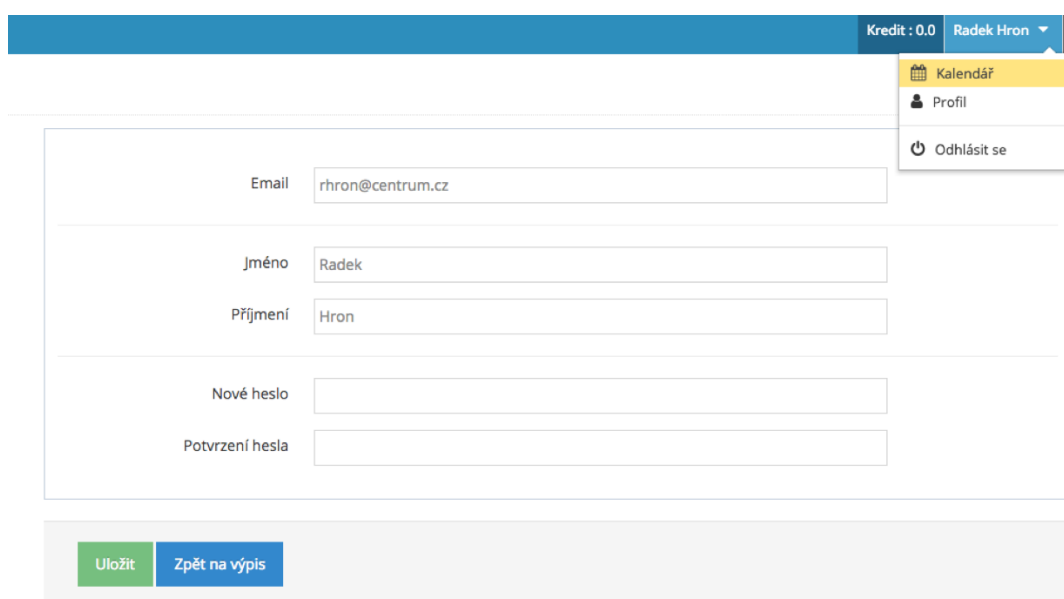 Kredit : 0.0 Radek Hron
Kalendář
Profil
Odhlásit se
Email rhron@centrum.cz
Jméno Radek
Příjmení Hron
Nové heslo
Potvrzení hesla
Uložit Zpět na výpis